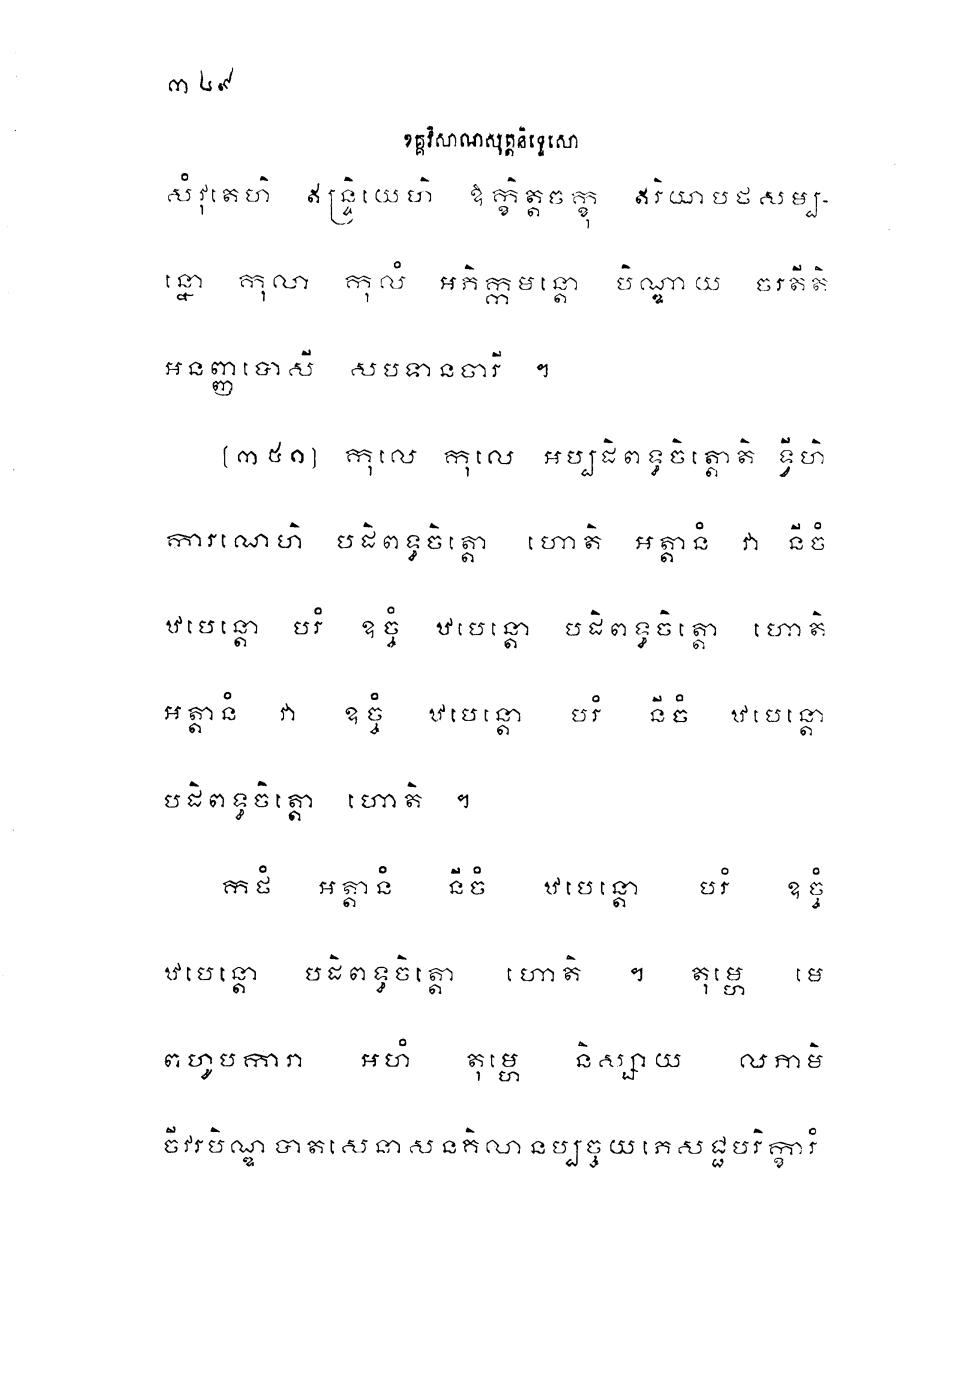 ៣៤៩
ខគ្គវិសាណសុត្តនិទ្ទេសោ
សំវុតេហិ ឥន្ទ្រិយេហិ ឱក្ខិត្តចក្ខុ ឥរិយាបថសម្ប-
ន្នោ កុលា កុលំ អភិក្កមន្តោ បិណ្ឌាយ ចរតីតិ
អនញ្ញបោសី សបទានចារី ។
(៣៥១) កុលេ កុលេ អប្បដិពទ្ធចិត្តោតិ ទ្វីហិ
ការណេហិ បដិពទ្ធចិត្តោ ហោតិ អត្តានំ វា នីចំ
ឋបេន្តោ បរំ ឧច្ចំ ឋបេន្តោ បដិពទ្ធចិត្តោ ហោតិ
អត្តានំ វា ឧច្ចំ ឋបេន្តោ បរំ នីចំ ឋបេន្តោ
បដិពទ្ធចិត្តោ ហោតិ ។
កថំ អត្តានំ នីចំ ឋបេន្តោ បរំ ឧច្ចំ
ឋបេន្តោ បដិពទ្ធចិត្តោ ហោតិ ។ តុម្ហេ មេ
ពហូបការា អហំ តុម្ហេ និស្សាយ លភាមិ
ចីវរបិណ្ឌបាតសេនាសនគិលានប្បច្ចយភេសជ្ជបរិក្ខារំ